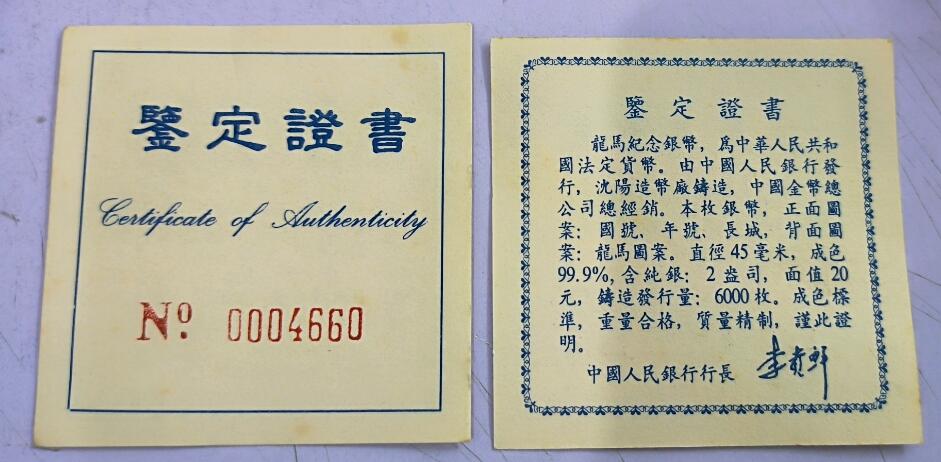 鑒定證書
Certificate of Authenticity
Nº 0004660
鑒定證書
龍馬紀念銀幣，爲中華人民共和
國法定貨幣。由中國人民銀行發
行，沈陽造幣廠鑄造，中國金幣總
公司總經銷。本枚銀幣，正面圖
案：國號、年號、長城，背面圖
案：龍馬圖案。直徑45毫米，成色
99.9%，含純銀：2盎司，面值20
元，鑄造發行量：6000枚。成色標
準，重量合格，質量精制，謹此證
明。
中國人民銀行行長 李貴鮮